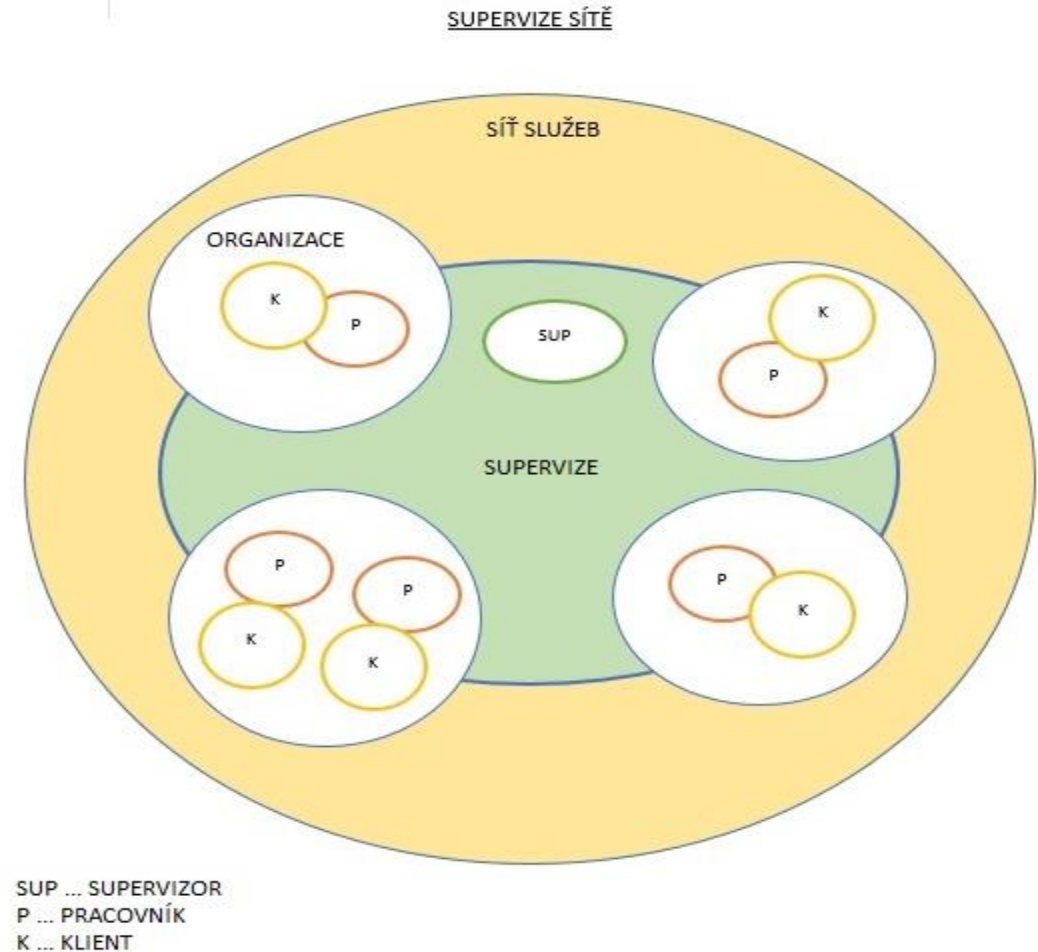 SUPERVIZE SÍTĚ
SÍŤ SLUŽEB
ORGANIZACE
K
P
SUP
K
P
SUPERVIZE
P
P
K
K
P
K
SUP ... SUPERVIZOR
P ... PRACOVNÍK
K ... KLIENT